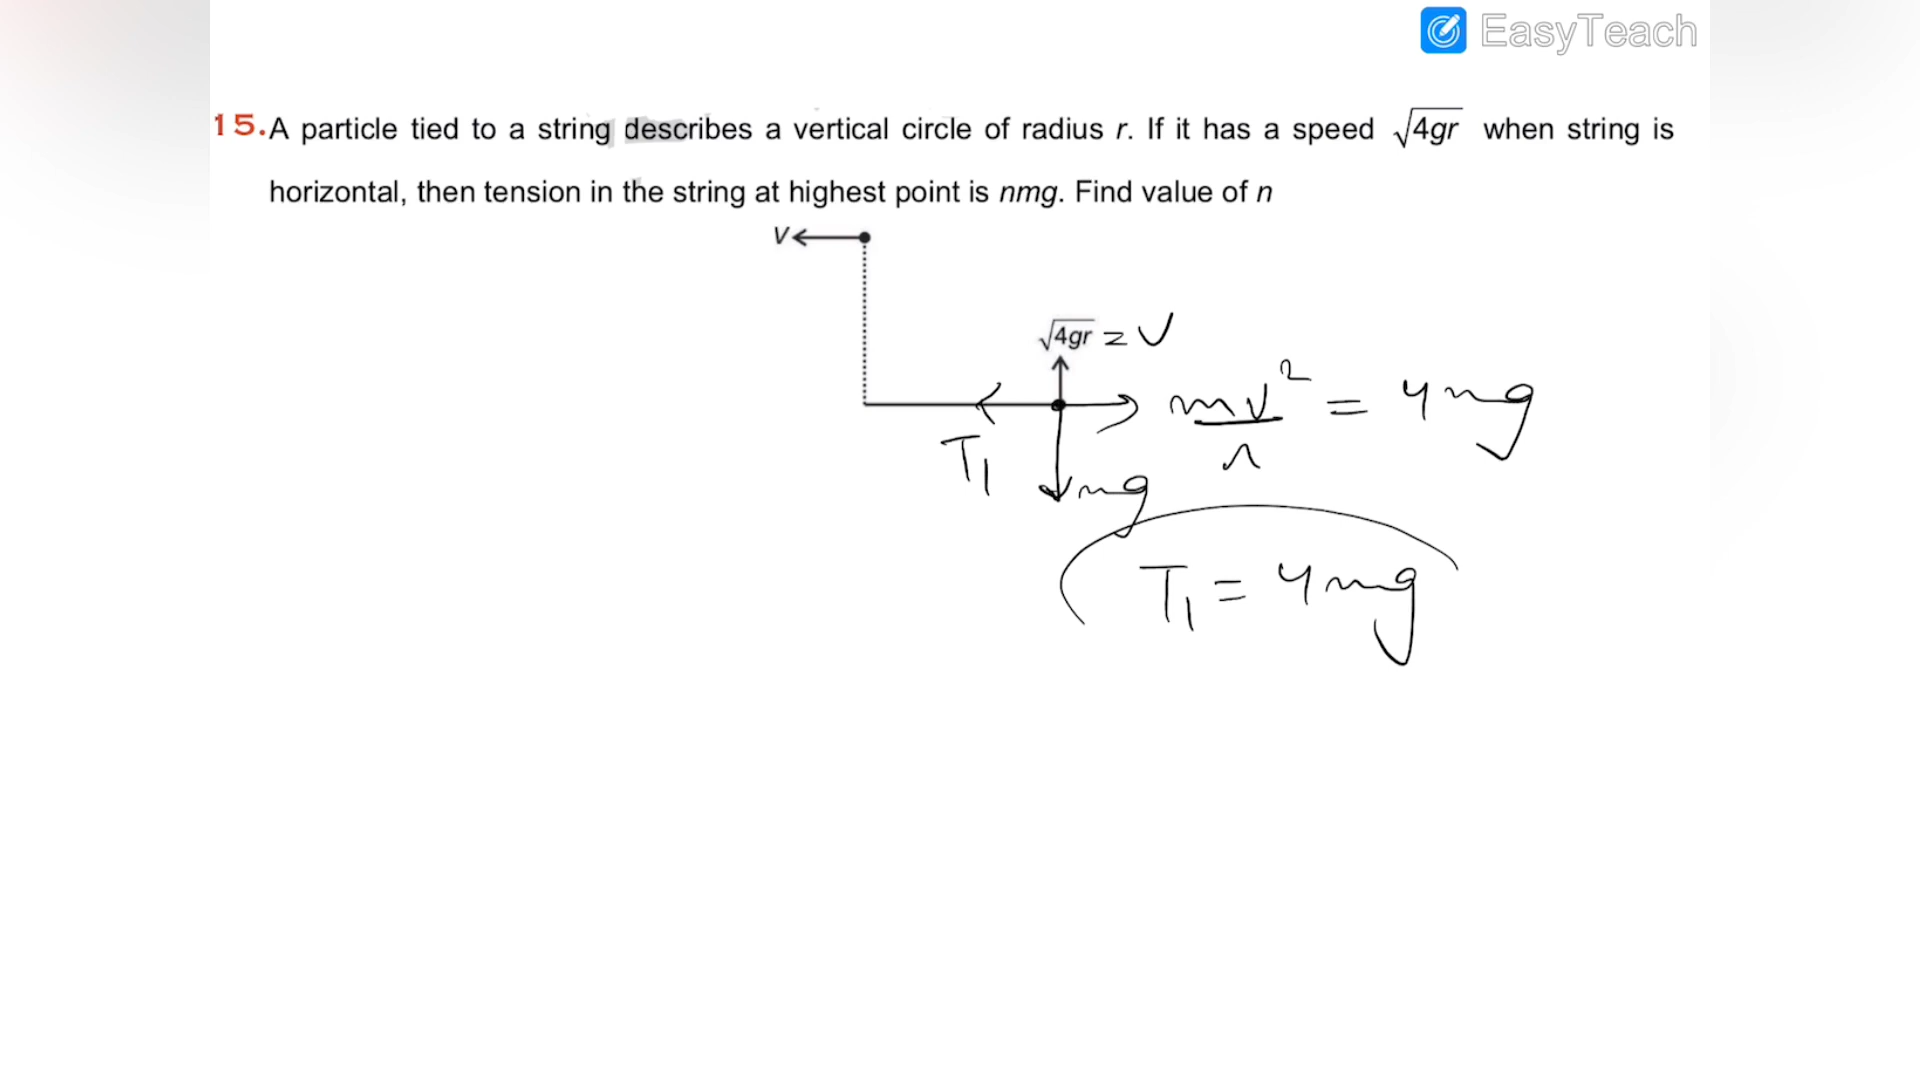 EasyTeach
15. A particle tied to a string describes a vertical circle of radius r. If it has a speed √4gr when string is
horizontal, then tension in the string at highest point is nmg. Find value of n
V
√4gr = V
mv²/r = 4mg
T₁
mg
T₁ = 4mg